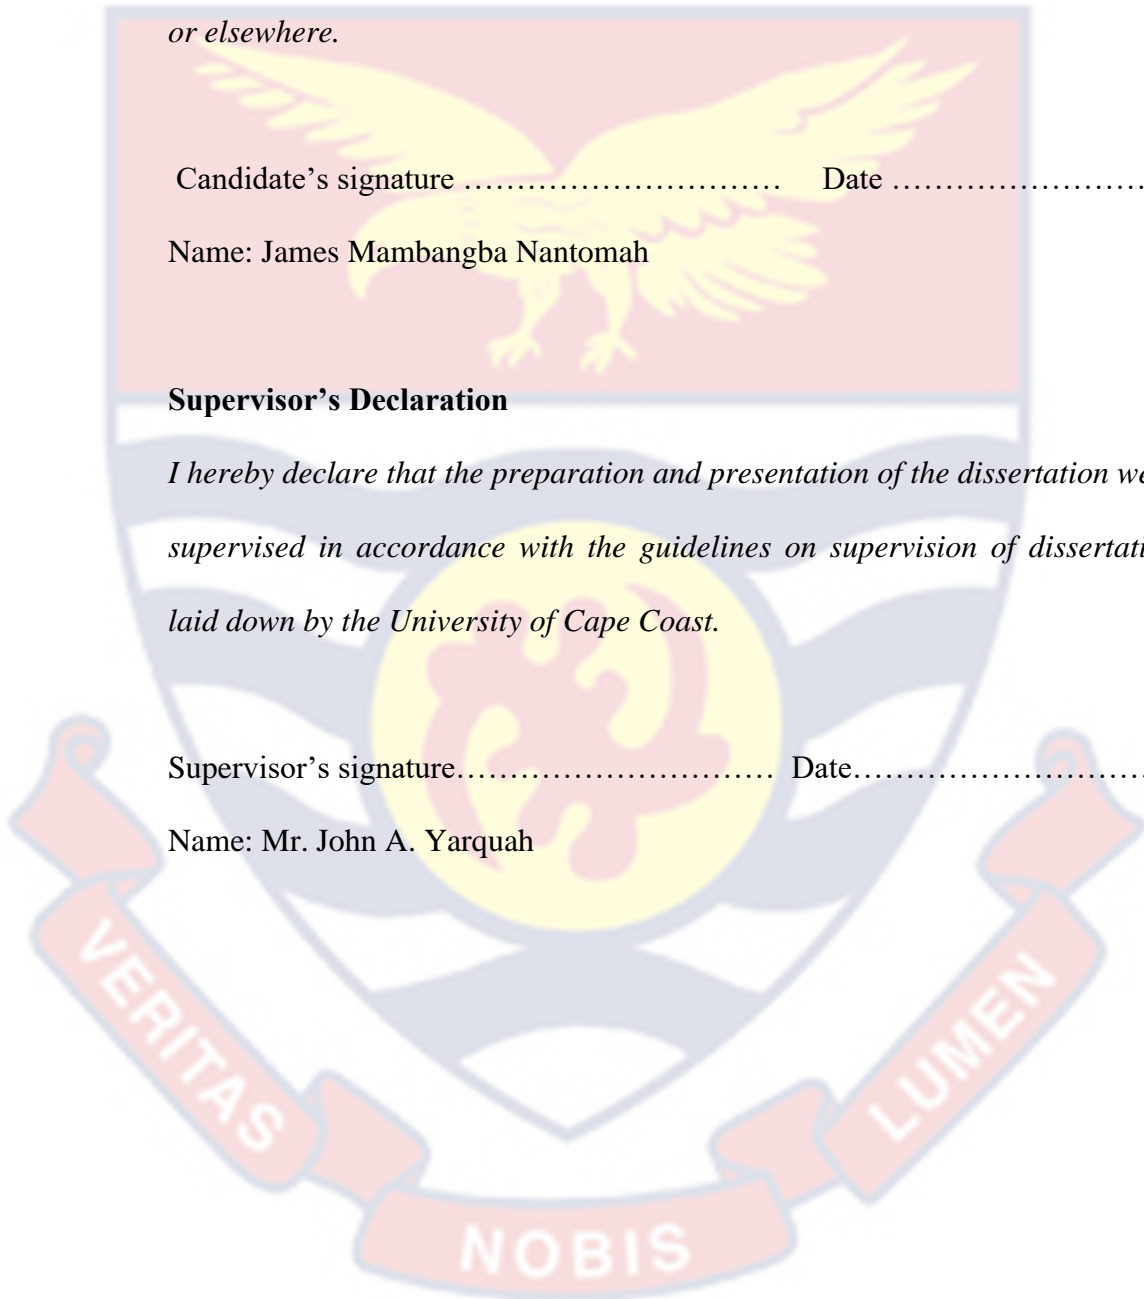 or elsewhere.
Candidate’s signature ………………………… Date ……………………
Name: James Mambangba Nantomah
Supervisor’s Declaration
I hereby declare that the preparation and presentation of the dissertation we
supervised in accordance with the guidelines on supervision of dissertati
laid down by the University of Cape Coast.
Supervisor’s signature………………………… Date………………………
Name: Mr. John A. Yarquah
VERITAS
NOBIS
LUMEN